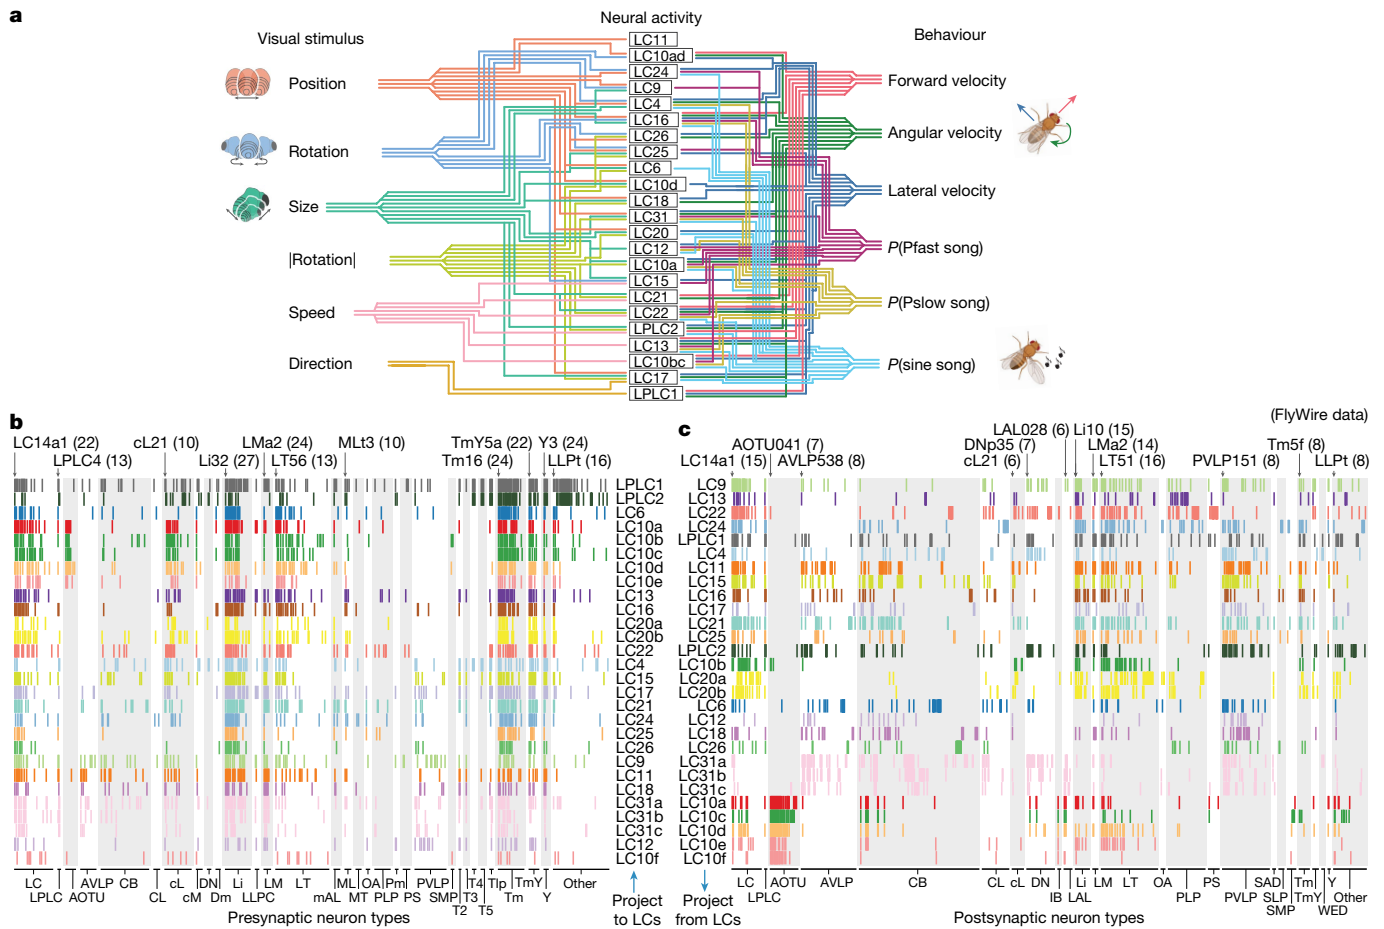 a
Neural activity
Visual stimulus
Behaviour
Position
Rotation
Size
|Rotation|
Speed
Direction
LC11
LC10ad
LC24
LC9
LC4
LC16
LC26
LC25
LC6
LC10d
LC18
LC31
LC20
LC12
LC10a
LC15
LC21
LC22
LPLC2
LC13
LC10bc
LC17
LPLC1
Forward velocity
Angular velocity
Lateral velocity
P(Pfast song)
P(Pslow song)
P(sine song)
b
LC14a1 (22)
cL21 (10)
LMa2 (24)
MLt3 (10)
TmY5a (22)
Y3 (24)
LPLC4 (13)
Li32 (27)
LT56 (13)
Tm16 (24)
LLPt (16)
LPLC1
LPLC2
LC6
LC10a
LC10b
LC10c
LC10d
LC10e
LC13
LC16
LC20a
LC20b
LC22
LC4
LC15
LC17
LC21
LC24
LC25
LC26
LC9
LC11
LC18
LC31a
LC31b
LC31c
LC12
LC10f
LC
AVLP
CB
cL
DN
Li
LM
LT
ML
OA
Pm
PVLP
T4
Tlp
TmY
Other
LPLC
AOTU
CL
cM
Dm
LLPC
mAL
MT
PLP
PS
SMP
T3
Tm
Y
T2
T5
Presynaptic neuron types
Project
to LCs
c
(FlyWire data)
LAL028 (6)
Li10 (15)
AOTU041 (7)
DNp35 (7)
LMa2 (14)
Tm5f (8)
LC14a1 (15)
AVLP538 (8)
cL21 (6)
LT51 (16)
PVLP151 (8)
LLPt (8)
LC9
LC13
LC22
LC24
LPLC1
LC4
LC11
LC15
LC16
LC17
LC21
LC25
LPLC2
LC10b
LC20a
LC20b
LC6
LC12
LC18
LC26
LC31a
LC31b
LC31c
LC10a
LC10c
LC10d
LC10e
LC10f
LC
AOTU
AVLP
CB
CL
cL
DN
Li
LM
LT
OA
PS
SAD
Tm
Y
LPLC
IB
LAL
PLP
PVLP
SLP
TmY
Other
SMP
WED
Project
from LCs
Postsynaptic neuron types